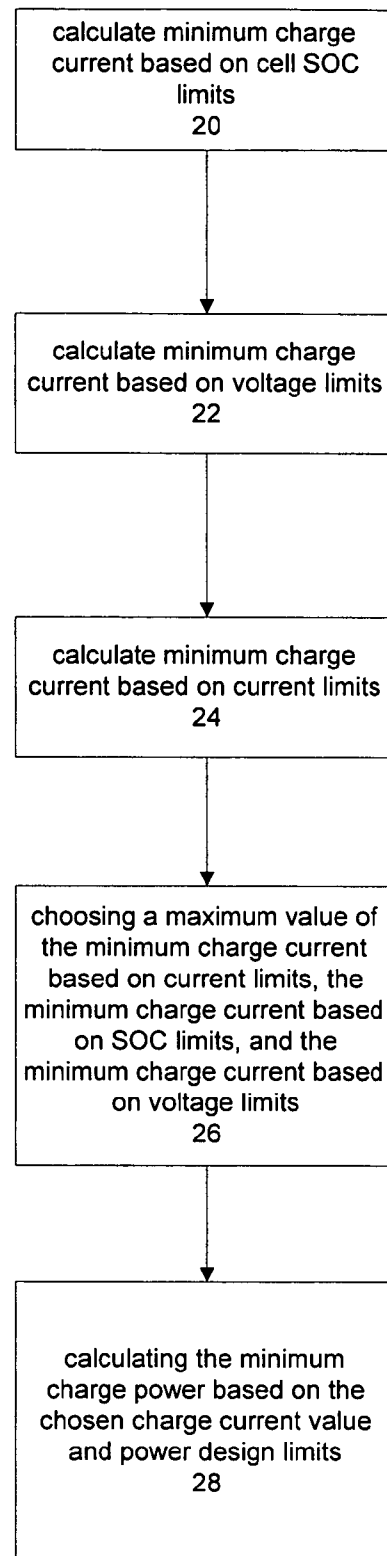 calculate minimum charge
current based on cell SOC
limits
20
calculate minimum charge
current based on voltage limits
22
calculate minimum charge
current based on current limits
24
choosing a maximum value of
the minimum charge current
based on current limits, the
minimum charge current based
on SOC limits, and the
minimum charge current based
on voltage limits
26
calculating the minimum
charge power based on the
chosen charge current value
and power design limits
28